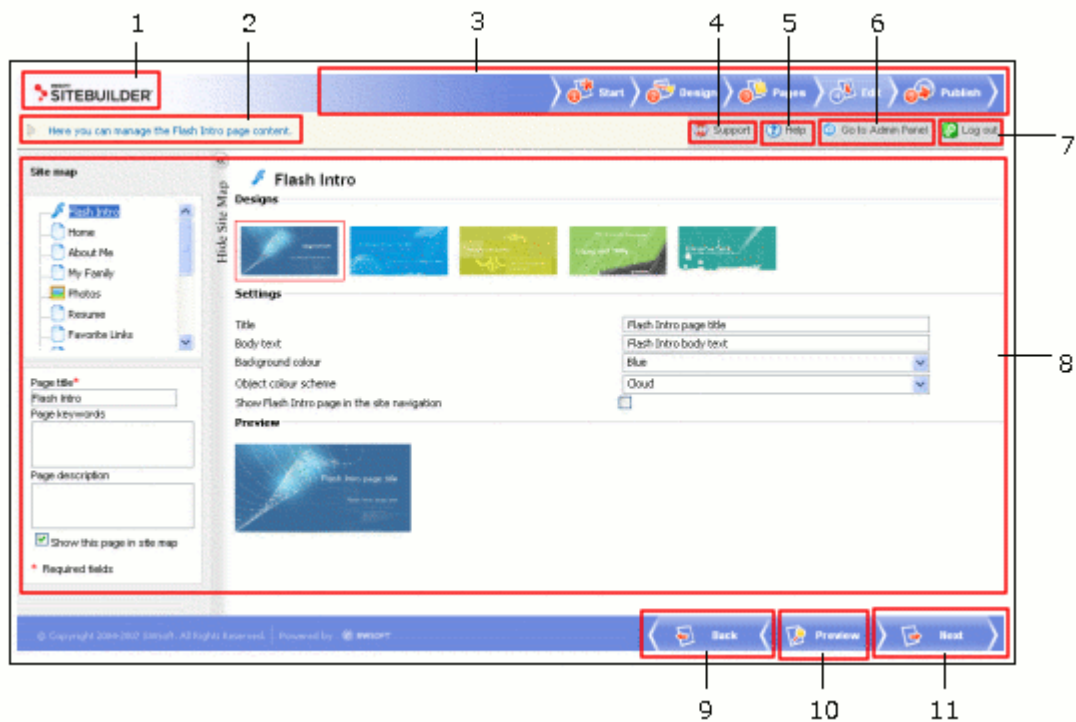 1 2 3 4 5 6
SITEBUILDER
Start Design Pages Edit Publish
Here you can manage the Flash Intro page content.
Support Help Go to Admin Panel Log out
7
Site map
Flash Intro
Home
About Me
My Family
Photos
Resume
Favorite Links
Page title*
Flash Intro
Page keywords
Page description
Show this page in site map
* Required fields
Hide Site Map
Flash Intro
Designs
Settings
Title Flash Intro page title
Body text Flash Intro body text
Background colour Blue
Object colour scheme Cloud
Show Flash Intro page in the site navigation
Preview
Flash Intro page title
8
© Copyright 2004-2007 SWsoft. All Rights Reserved. Powered by SWSOFT
Back Preview Next
9 10 11